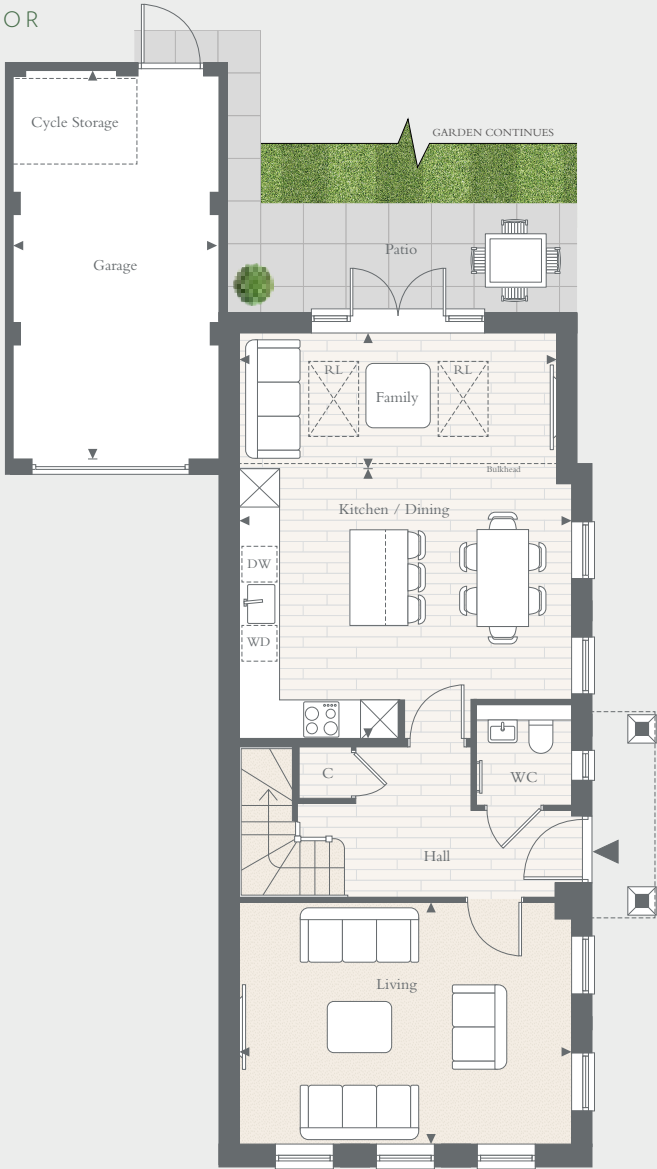 OR
Cycle Storage
GARDEN CONTINUES
Patio
Garage
RL
RL
Family
Bulkhead
Kitchen / Dining
DW
WD
C
WC
Hall
Living